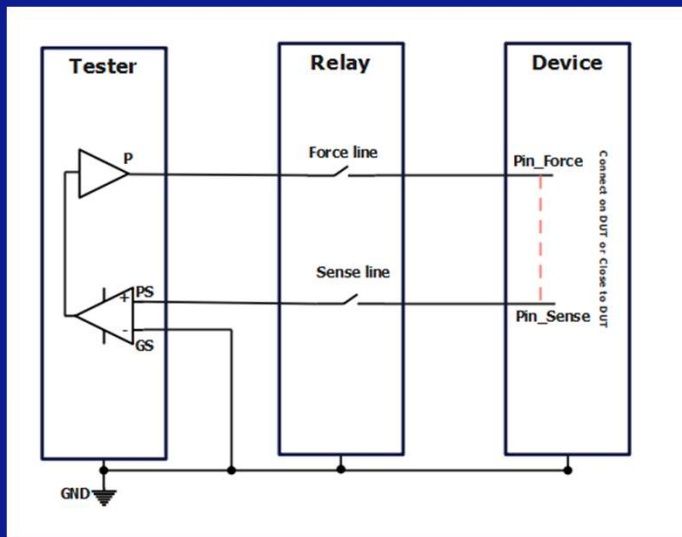 Tester
Relay
Device
P
Force line
Pin_Force
Connect on DUT or Close to DUT
Sense line
+
PS
Pin_Sense
-
GS
GND